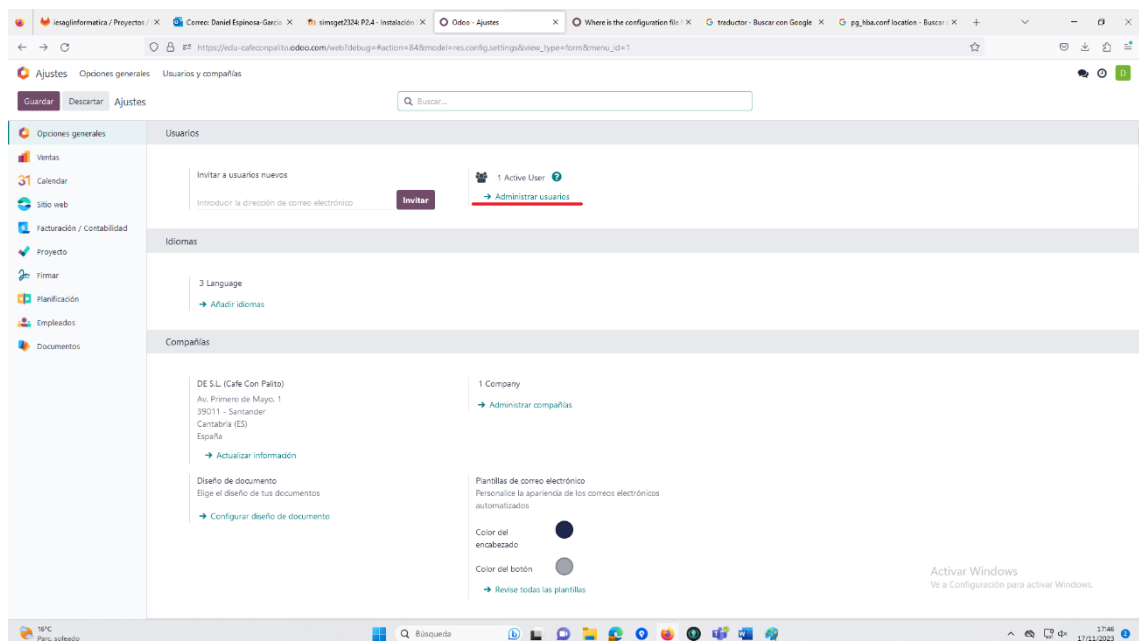 iesaglinformatica / Proyectos /
Correo: Daniel Espinosa-Garcia
simsget2324: P2.4 - Instalación
Odoo - Ajustes
Where is the configuration file f
traductor - Buscar con Google
pg_hba.conf location - Buscar c
https://edu-cafeconpalito.odoo.com/web?debug=#action=84&model=res.config.settings&view_type=form&menu_id=1
Ajustes Opciones generales Usuarios y compañías
D
Guardar Descartar Ajustes
Buscar...
Opciones generales
Ventas
31 Calendar
Sitio web
Facturación / Contabilidad
Proyecto
Firmar
Planificación
Empleados
Documentos
Usuarios
Invitar a usuarios nuevos
Introducir la dirección de correo electrónico
Invitar
1 Active User ?
→ Administrar usuarios
Idiomas
3 Language
→ Añadir idiomas
Compañías
DE S.L. (Cafe Con Palito)
Av. Primero de Mayo, 1
39011 - Santander
Cantabria (ES)
España
→ Actualizar información
1 Company
→ Administrar compañías
Diseño de documento
Elige el diseño de tus documentos
→ Configurar diseño de documento
Plantillas de correo electrónico
Personalice la apariencia de los correos electrónicos
automatizados
Color del
encabezado
Color del botón
→ Revise todas las plantillas
Activar Windows
Ve a Configuración para activar Windows.
16°C
Parc. soleado
Búsqueda
17:46
17/11/2023
2